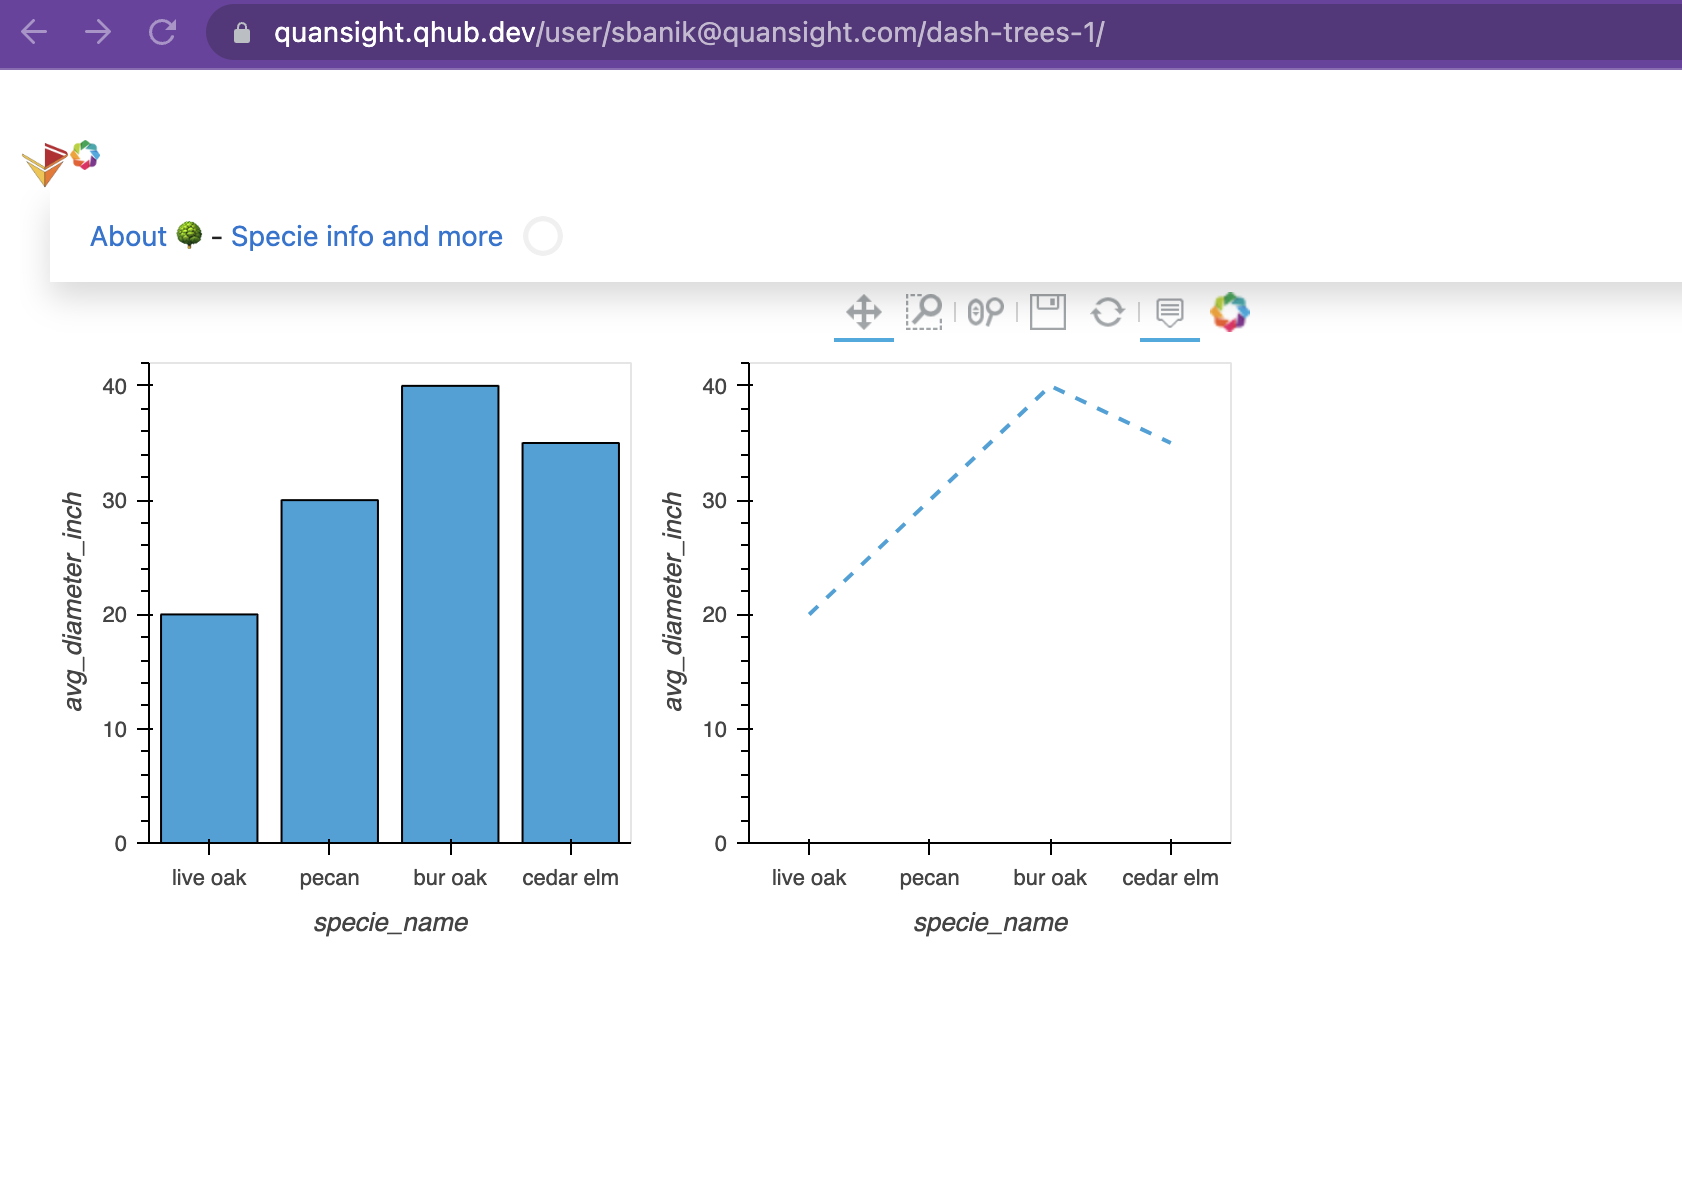 quansight.qhub.dev/user/sbanik@quansight.com/dash-trees-1/
About 🌳 - Specie info and more
40
30
20
10
0
avg_diameter_inch
live oak pecan bur oak cedar elm
specie_name
40
30
20
10
0
avg_diameter_inch
live oak pecan bur oak cedar elm
specie_name